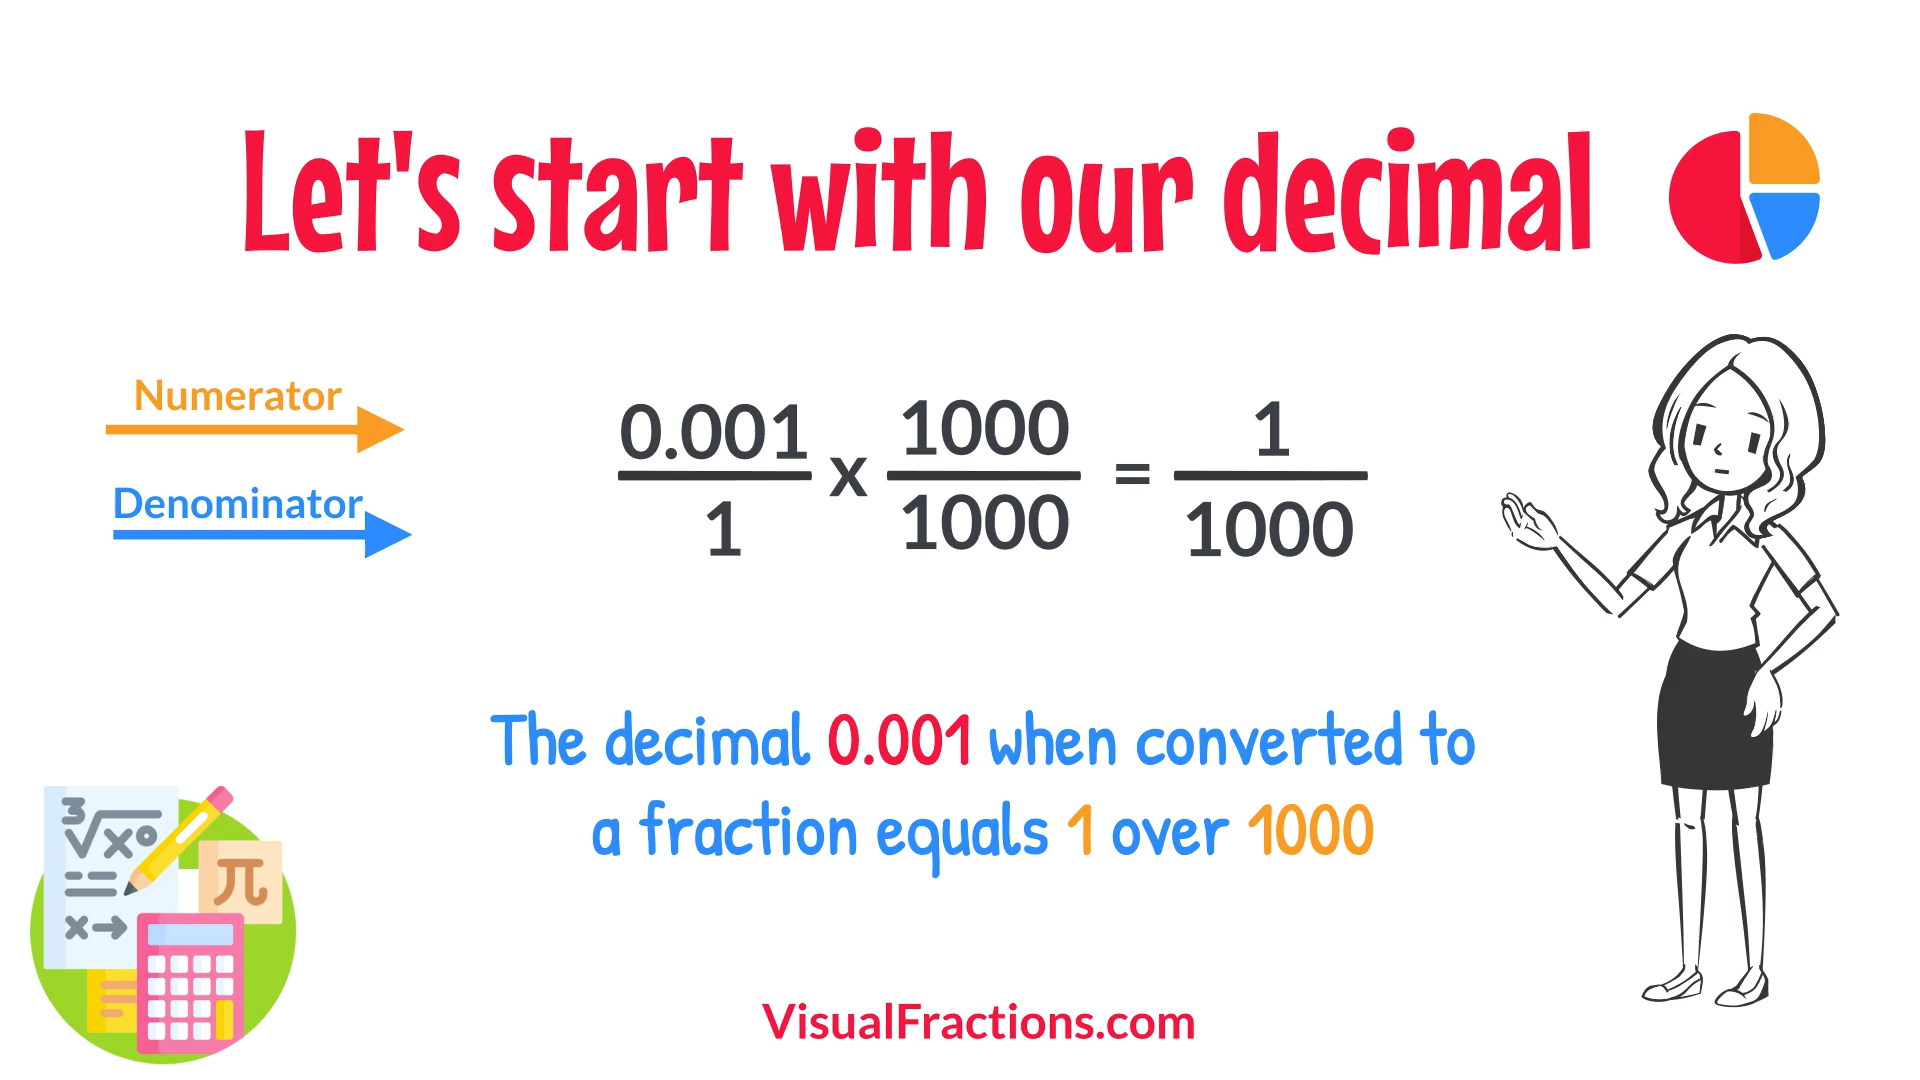 Let's start with our decimal
Numerator
Denominator
0.001
1
x
1000
1000
=
1
1000
The decimal 0.001 when converted to
a fraction equals 1 over 1000
3√x°
π
x→
VisualFractions.com